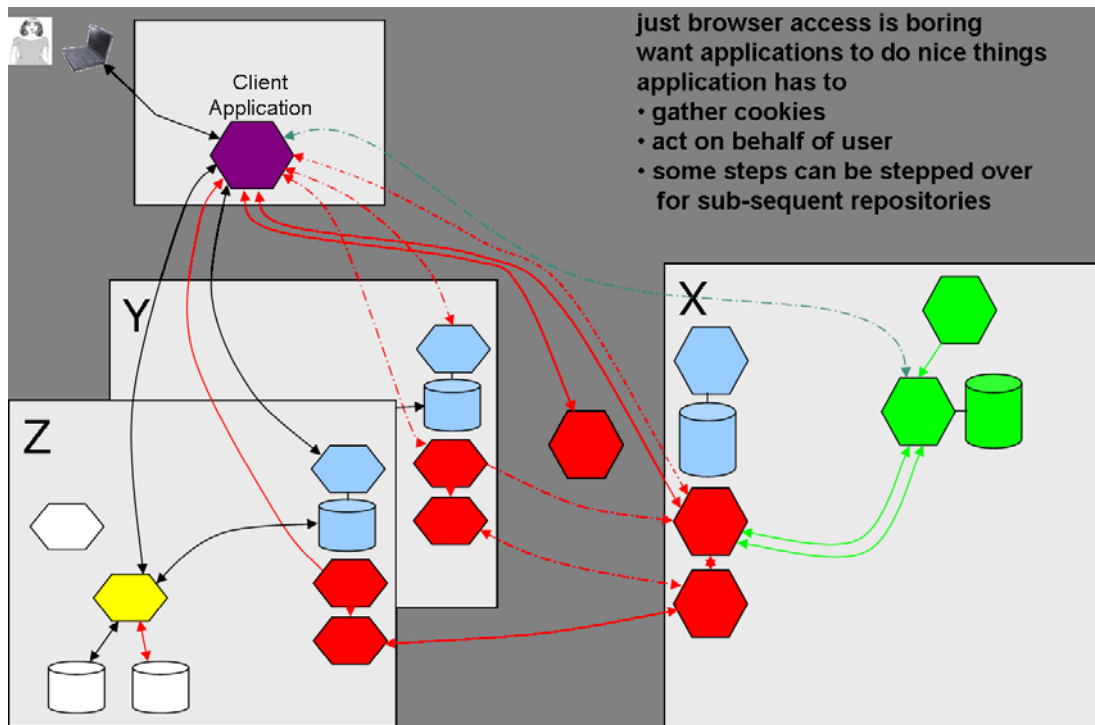 just browser access is boring
want applications to do nice things
application has to
• gather cookies
• act on behalf of user
• some steps can be stepped over
for sub-sequent repositories
Client
Application
Y
X
Z